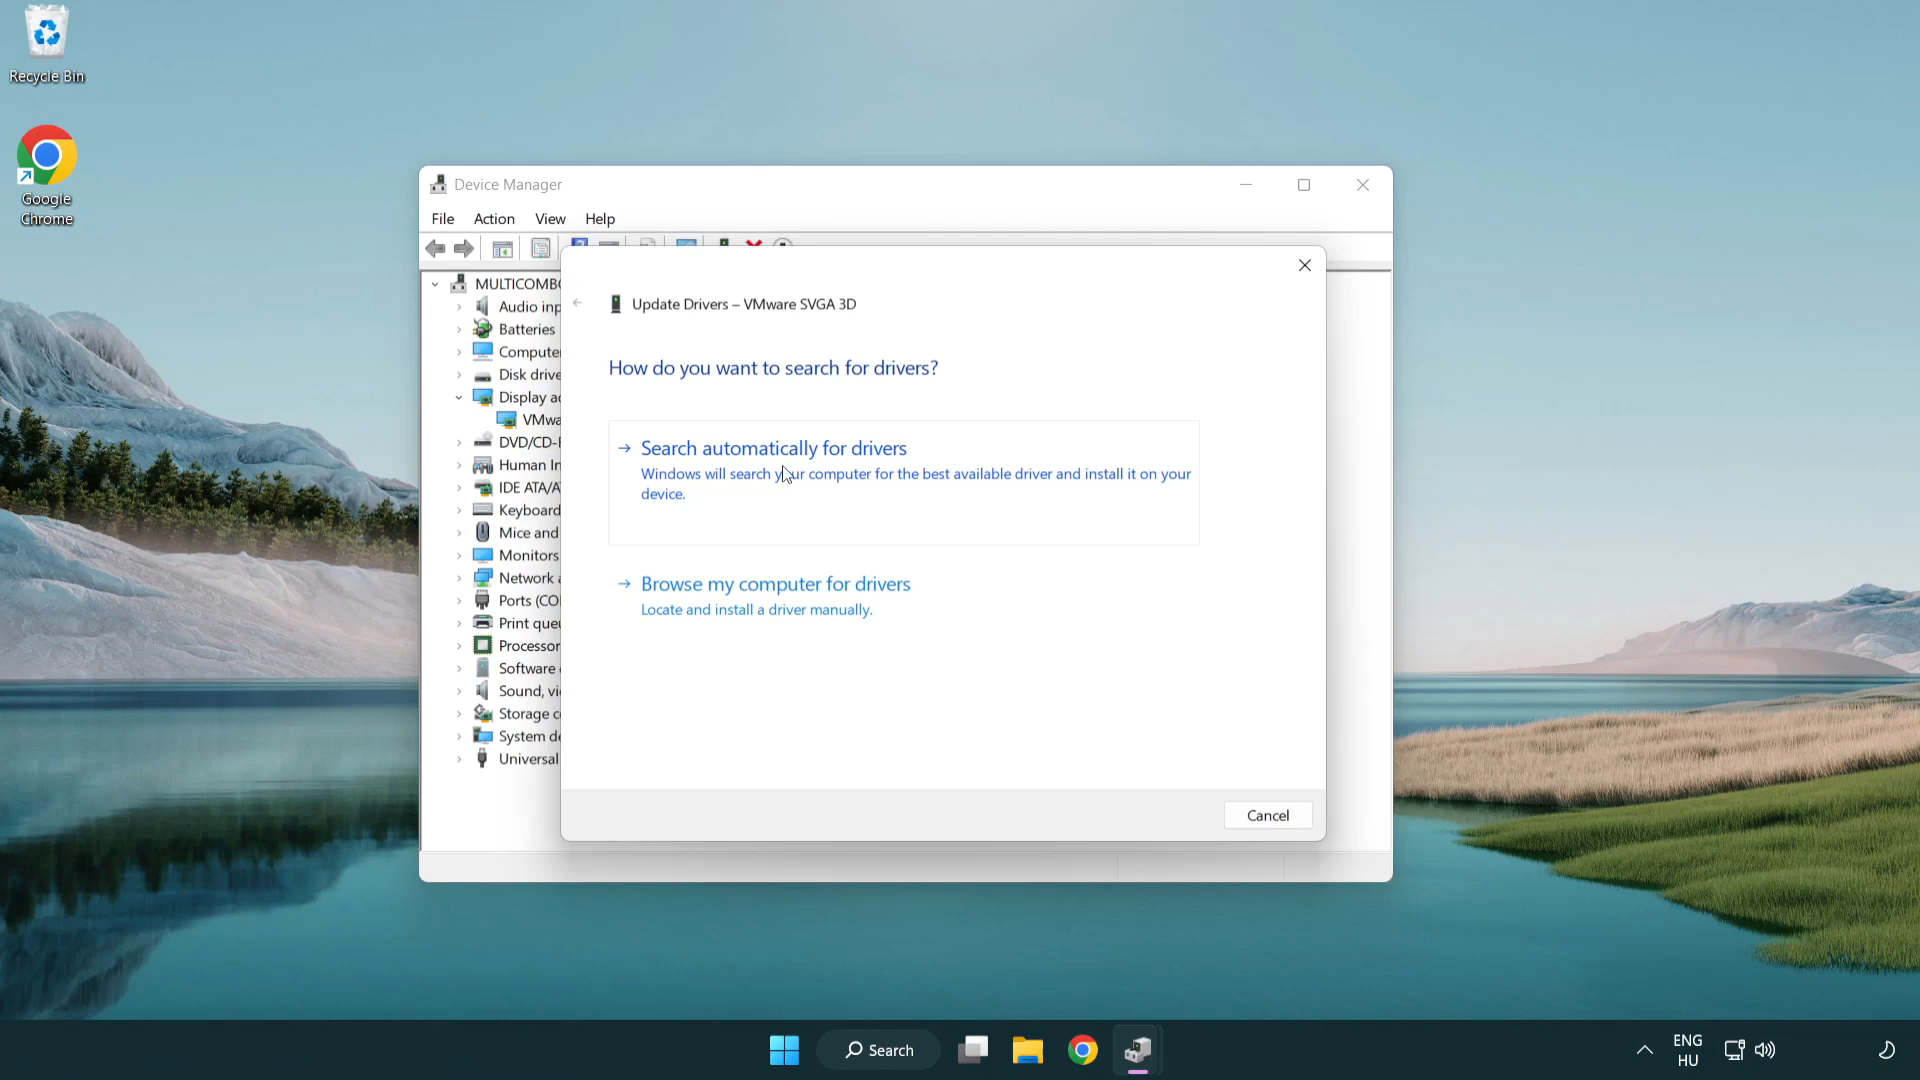 Recycle Bin
Google
Chrome
Device Manager
File Action View Help
MULTICOMBO
Audio inp
Batteries
Compute
Disk drive
Display ad
VMwa
DVD/CD-R
Human In
IDE ATA/A
Keyboard
Mice and
Monitors
Network a
Ports (CO
Print queu
Processor
Software
Sound, vi
Storage c
System de
Universal
Update Drivers – VMware SVGA 3D
How do you want to search for drivers?
Search automatically for drivers
Windows will search your computer for the best available driver and install it on your
device.
Browse my computer for drivers
Locate and install a driver manually.
Cancel
Search
ENG
HU